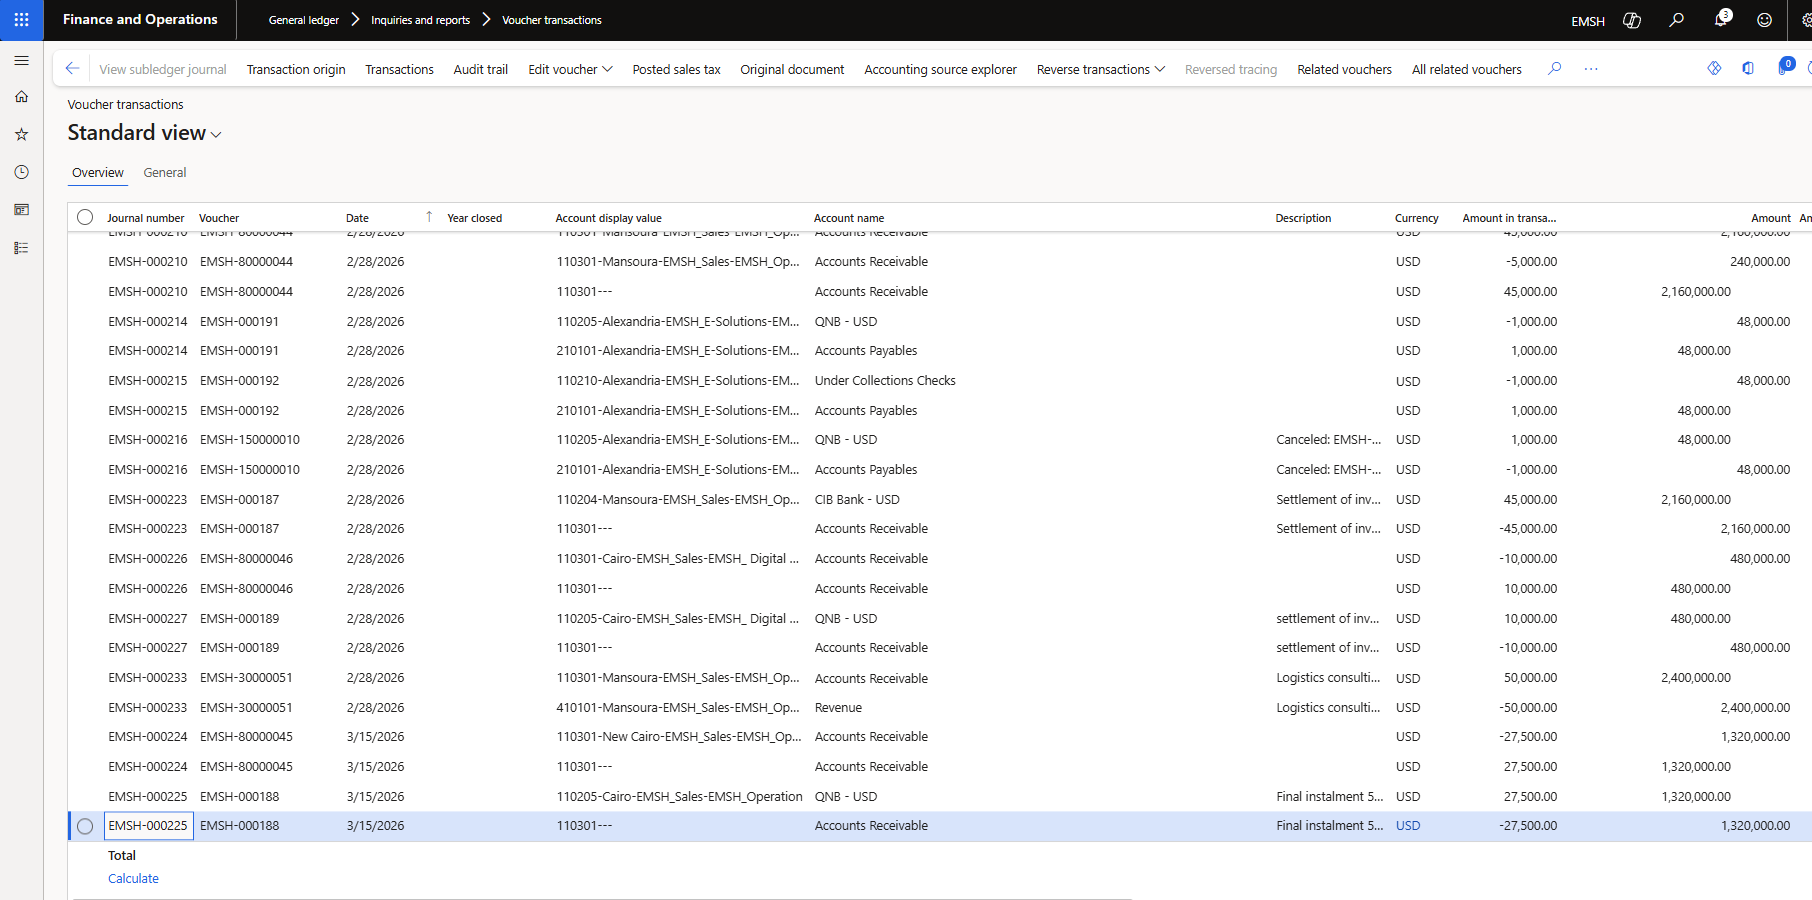 Finance and Operations General ledger Inquiries and reports Voucher transactions EMSH 3
View subledger journal Transaction origin Transactions Audit trail Edit voucher Posted sales tax Original document Accounting source explorer Reverse transactions Reversed tracing Related vouchers All related vouchers ... 0
Voucher transactions
Standard view
Overview General
Journal number Voucher Date Year closed Account display value Account name Description Currency Amount in transa... Amount An
EMSH-000210 EMSH-80000044 2/28/2026 110301-Mansoura-EMSH_Sales-EMSH_Op... Accounts Receivable USD 45,000.00 2,160,000.00
EMSH-000210 EMSH-80000044 2/28/2026 110301-Mansoura-EMSH_Sales-EMSH_Op... Accounts Receivable USD -5,000.00 240,000.00
EMSH-000210 EMSH-80000044 2/28/2026 110301--- Accounts Receivable USD 45,000.00 2,160,000.00
EMSH-000214 EMSH-000191 2/28/2026 110205-Alexandria-EMSH_E-Solutions-EM... QNB - USD USD -1,000.00 48,000.00
EMSH-000214 EMSH-000191 2/28/2026 210101-Alexandria-EMSH_E-Solutions-EM... Accounts Payables USD 1,000.00 48,000.00
EMSH-000215 EMSH-000192 2/28/2026 110210-Alexandria-EMSH_E-Solutions-EM... Under Collections Checks USD -1,000.00 48,000.00
EMSH-000215 EMSH-000192 2/28/2026 210101-Alexandria-EMSH_E-Solutions-EM... Accounts Payables USD 1,000.00 48,000.00
EMSH-000216 EMSH-150000010 2/28/2026 110205-Alexandria-EMSH_E-Solutions-EM... QNB - USD Canceled: EMSH-... USD 1,000.00 48,000.00
EMSH-000216 EMSH-150000010 2/28/2026 210101-Alexandria-EMSH_E-Solutions-EM... Accounts Payables Canceled: EMSH-... USD -1,000.00 48,000.00
EMSH-000223 EMSH-000187 2/28/2026 110204-Mansoura-EMSH_Sales-EMSH_Op... CIB Bank - USD Settlement of inv... USD 45,000.00 2,160,000.00
EMSH-000223 EMSH-000187 2/28/2026 110301--- Accounts Receivable Settlement of inv... USD -45,000.00 2,160,000.00
EMSH-000226 EMSH-80000046 2/28/2026 110301-Cairo-EMSH_Sales-EMSH_ Digital ... Accounts Receivable USD -10,000.00 480,000.00
EMSH-000226 EMSH-80000046 2/28/2026 110301--- Accounts Receivable USD 10,000.00 480,000.00
EMSH-000227 EMSH-000189 2/28/2026 110205-Cairo-EMSH_Sales-EMSH_ Digital ... QNB - USD settlement of inv... USD 10,000.00 480,000.00
EMSH-000227 EMSH-000189 2/28/2026 110301--- Accounts Receivable settlement of inv... USD -10,000.00 480,000.00
EMSH-000233 EMSH-30000051 2/28/2026 110301-Mansoura-EMSH_Sales-EMSH_Op... Accounts Receivable Logistics consulti... USD 50,000.00 2,400,000.00
EMSH-000233 EMSH-30000051 2/28/2026 410101-Mansoura-EMSH_Sales-EMSH_Op... Revenue Logistics consulti... USD -50,000.00 2,400,000.00
EMSH-000224 EMSH-80000045 3/15/2026 110301-New Cairo-EMSH_Sales-EMSH_Op... Accounts Receivable USD -27,500.00 1,320,000.00
EMSH-000224 EMSH-80000045 3/15/2026 110301--- Accounts Receivable USD 27,500.00 1,320,000.00
EMSH-000225 EMSH-000188 3/15/2026 110205-Cairo-EMSH_Sales-EMSH_Operation QNB - USD Final instalment 5... USD 27,500.00 1,320,000.00
EMSH-000225 EMSH-000188 3/15/2026 110301--- Accounts Receivable Final instalment 5... USD -27,500.00 1,320,000.00
Total
Calculate